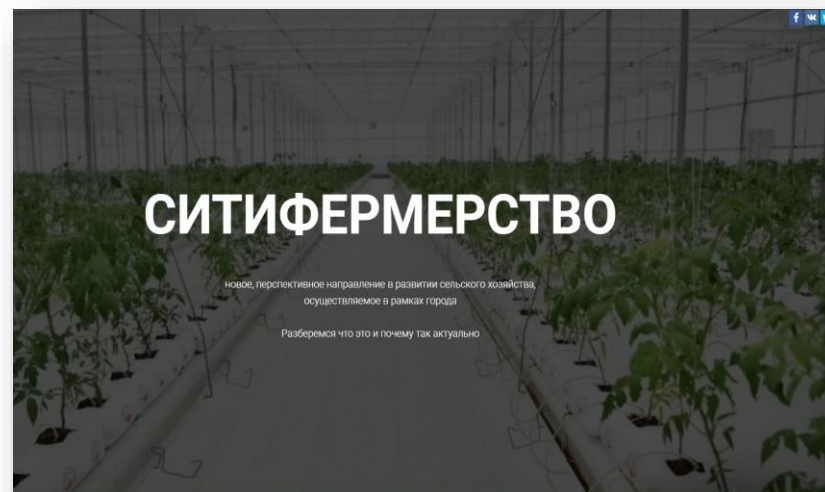 СИТИФЕРМЕРСТВО
новое, перспективное направление в развитии сельского хозяйства,
осуществляемое в рамках города
Разберемся что это и почему так актуально